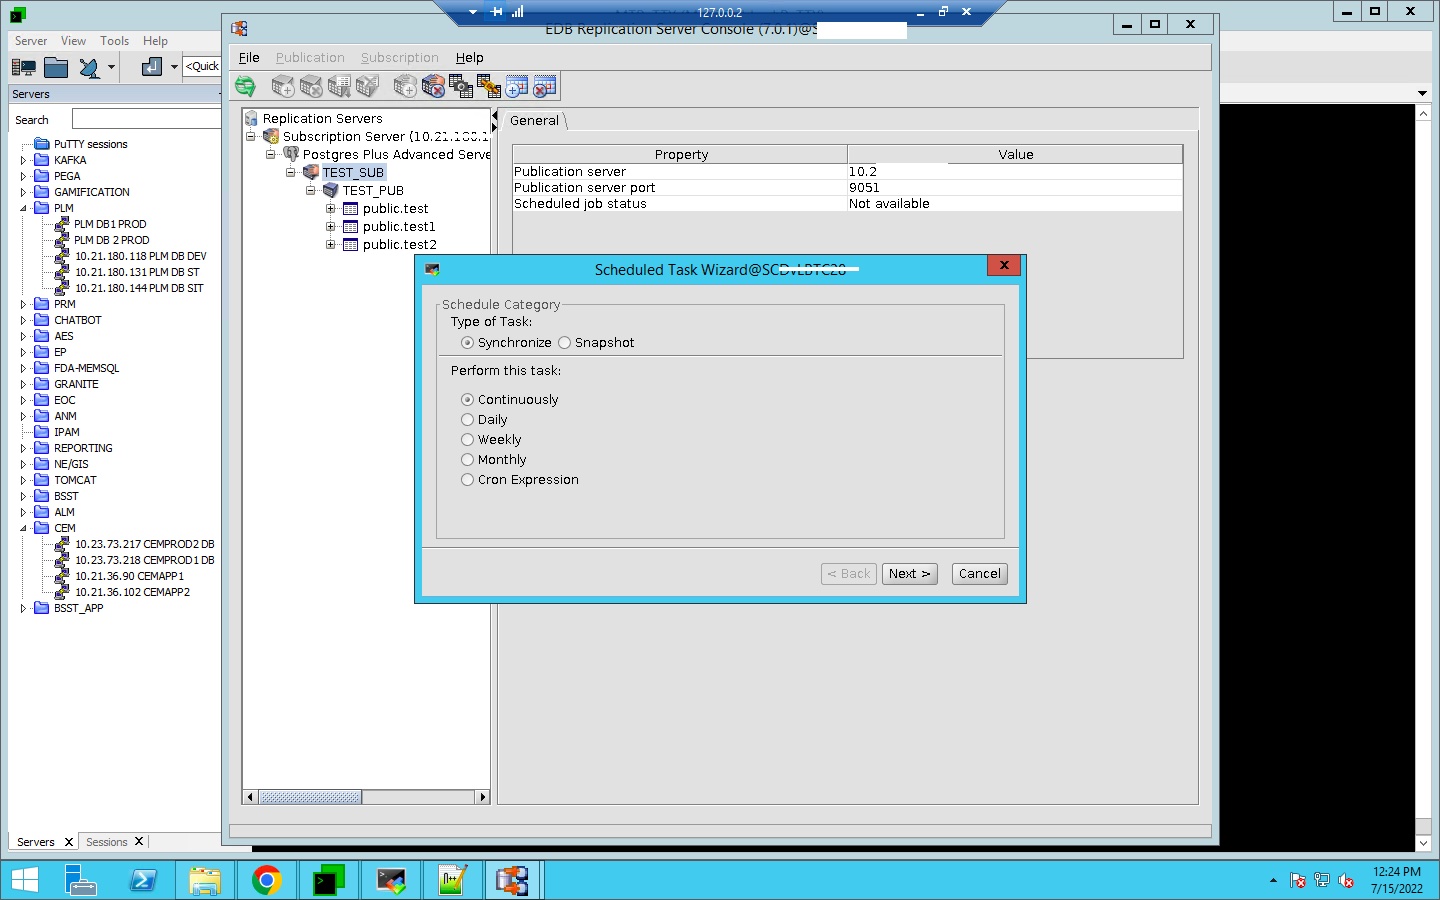 127.0.0.2
EDB Replication Server Console (7.0.1)@S
Server View Tools Help
<Quick
Servers
Search
PuTTY sessions
KAFKA
PEGA
GAMIFICATION
PLM
PLM DB1 PROD
PLM DB 2 PROD
10.21.180.118 PLM DB DEV
10.21.180.131 PLM DB ST
10.21.180.144 PLM DB SIT
PRM
CHATBOT
AES
EP
FDA-MEMSQL
GRANITE
EOC
ANM
IPAM
REPORTING
NE/GIS
TOMCAT
BSST
ALM
CEM
10.23.73.217 CEMPROD2 DB
10.23.73.218 CEMPROD1 DB
10.21.36.90 CEMAPP1
10.21.36.102 CEMAPP2
BSST_APP
Servers X Sessions X
File Publication Subscription Help
Replication Servers
Subscription Server
Postgres Plus Advanced Serve
TEST_SUB
TEST_PUB
public.test
public.test1
public.test2
General
Property Value
Publication server 10.2
Publication server port 9051
Scheduled job status Not available
Scheduled Task Wizard@
Schedule Category
Type of Task:
Synchronize Snapshot
Perform this task:
Continuously
Daily
Weekly
Monthly
Cron Expression
< Back Next > Cancel
12:24 PM
7/15/2022